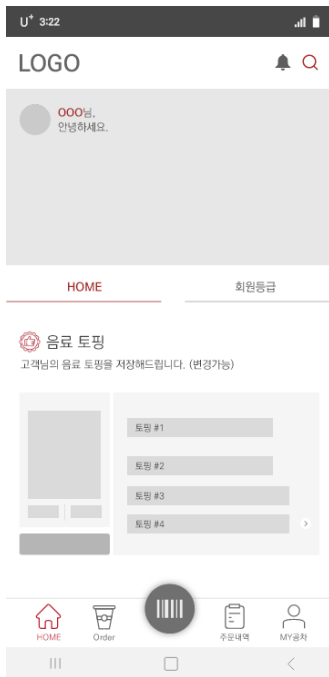 U+ 3:22
LOGO
OOO님,
안녕하세요.
HOME 회원등급
음료 토핑
고객님의 음료 토핑을 저장해드립니다. (변경가능)
토핑 #1
토핑 #2
토핑 #3
토핑 #4
HOME Order 주문내역 MY공차